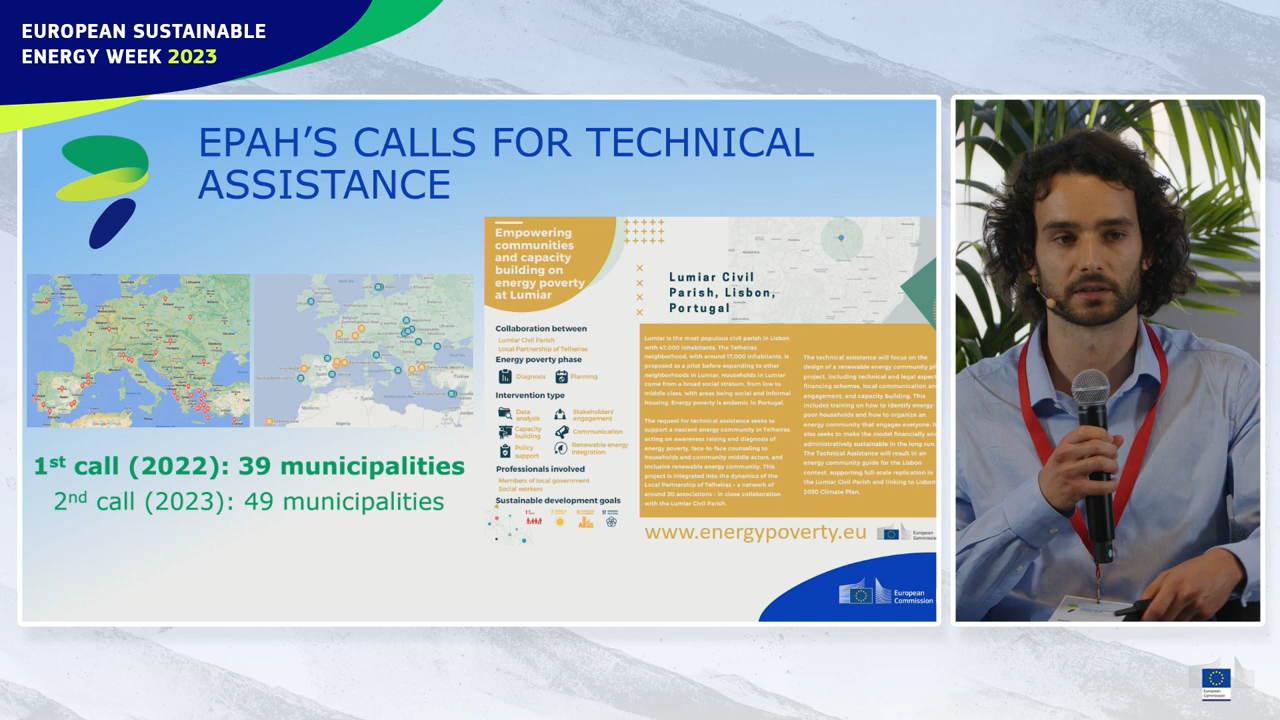 EUROPEAN SUSTAINABLE
ENERGY WEEK 2023
EPAH'S CALLS FOR TECHNICAL
ASSISTANCE
1st call (2022): 39 municipalities
2nd call (2023): 49 municipalities
Empowering
communities
and capacity
building on
energy poverty
at Lumiar
Lumiar Civil
Parish, Lisbon,
Portugal
Collaboration between
Lumiar Civil Parish
Local Partnership of Telheiras
Energy poverty phase
Diagnosis
Planning
Intervention type
Data
analysis
Stakeholders'
engagement
Capacity
building
Communication
Policy
support
Renewable energy
integration
Professionals involved
Members of local government
Social workers
Sustainable development goals
Lumiar is the most populous civil parish in Lisbon
with 47,000 inhabitants. The Telheiras
neighborhood, with around 17,000 inhabitants, is
proposed as a pilot before expanding to other
neighborhoods in Lumiar. Households in Lumiar
come from a broad social stratum, from low to
middle class, with areas being social and informal
housing. Energy poverty is endemic in Portugal.
The request for technical assistance seeks to
support a nascent energy community in Telheiras,
acting on awareness raising and diagnosis of
energy poverty, face-to-face counseling to
households and community middle actors, and
inclusive renewable energy community. This
project is integrated into the dynamics of the
Local Partnership of Telheiras - a network of
around 20 associations - in close collaboration
with the Lumiar Civil Parish.
The technical assistance will focus on the
design of a renewable energy community pi
project, including technical and legal aspec
financing schemes, local communication an
engagement, and capacity building. This
includes training on how to identify energy-
poor households and how to organize an
energy community that engages everyone. It
also seeks to make the model financially and
administratively sustainable in the long run.
The Technical Assistance will result in an
energy community guide for the Lisbon
context, supporting full-scale replication in
the Lumiar Civil Parish and linking to Lisbon
2030 Climate Plan.
www.energypoverty.eu
European
Commission
European
Commission